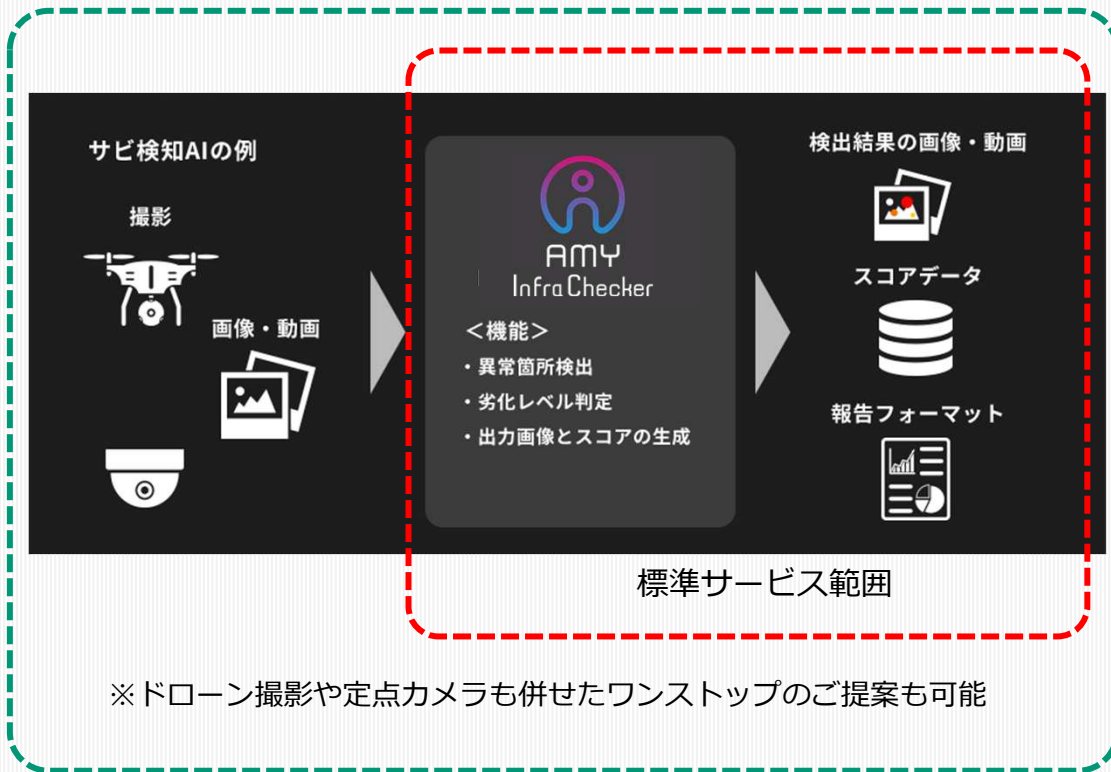 サビ検知AIの例
撮影
画像・動画
AMY
InfraChecker
＜機能＞
・異常箇所検出
・劣化レベル判定
・出力画像とスコアの生成
検出結果の画像・動画
スコアデータ
報告フォーマット
標準サービス範囲
※ドローン撮影や定点カメラも併せたワンストップのご提案も可能